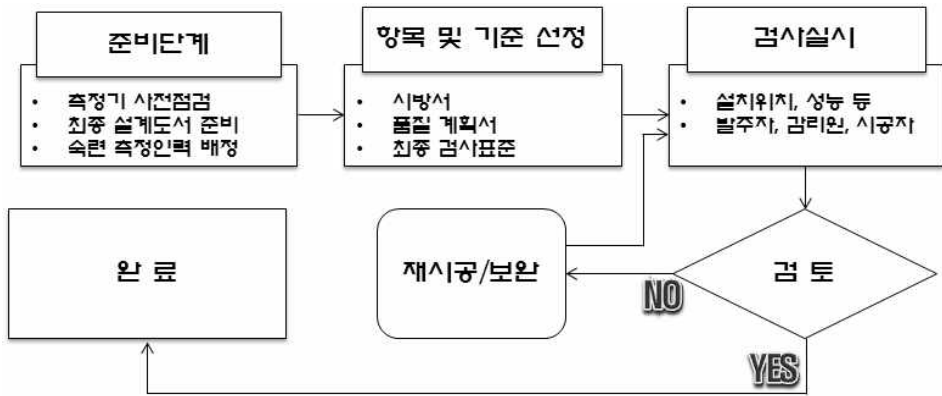 준비단계
• 측정기 사전점검
• 최종 설계도서 준비
• 숙련 측정인력 배정
항목 및 기준 선정
• 시방서
• 품질 계획서
• 최종 검사표준
검사실시
• 설치위치, 성능 등
• 발주자, 감리원, 시공자
완 료
재시공/보완
검 토
NO
YES